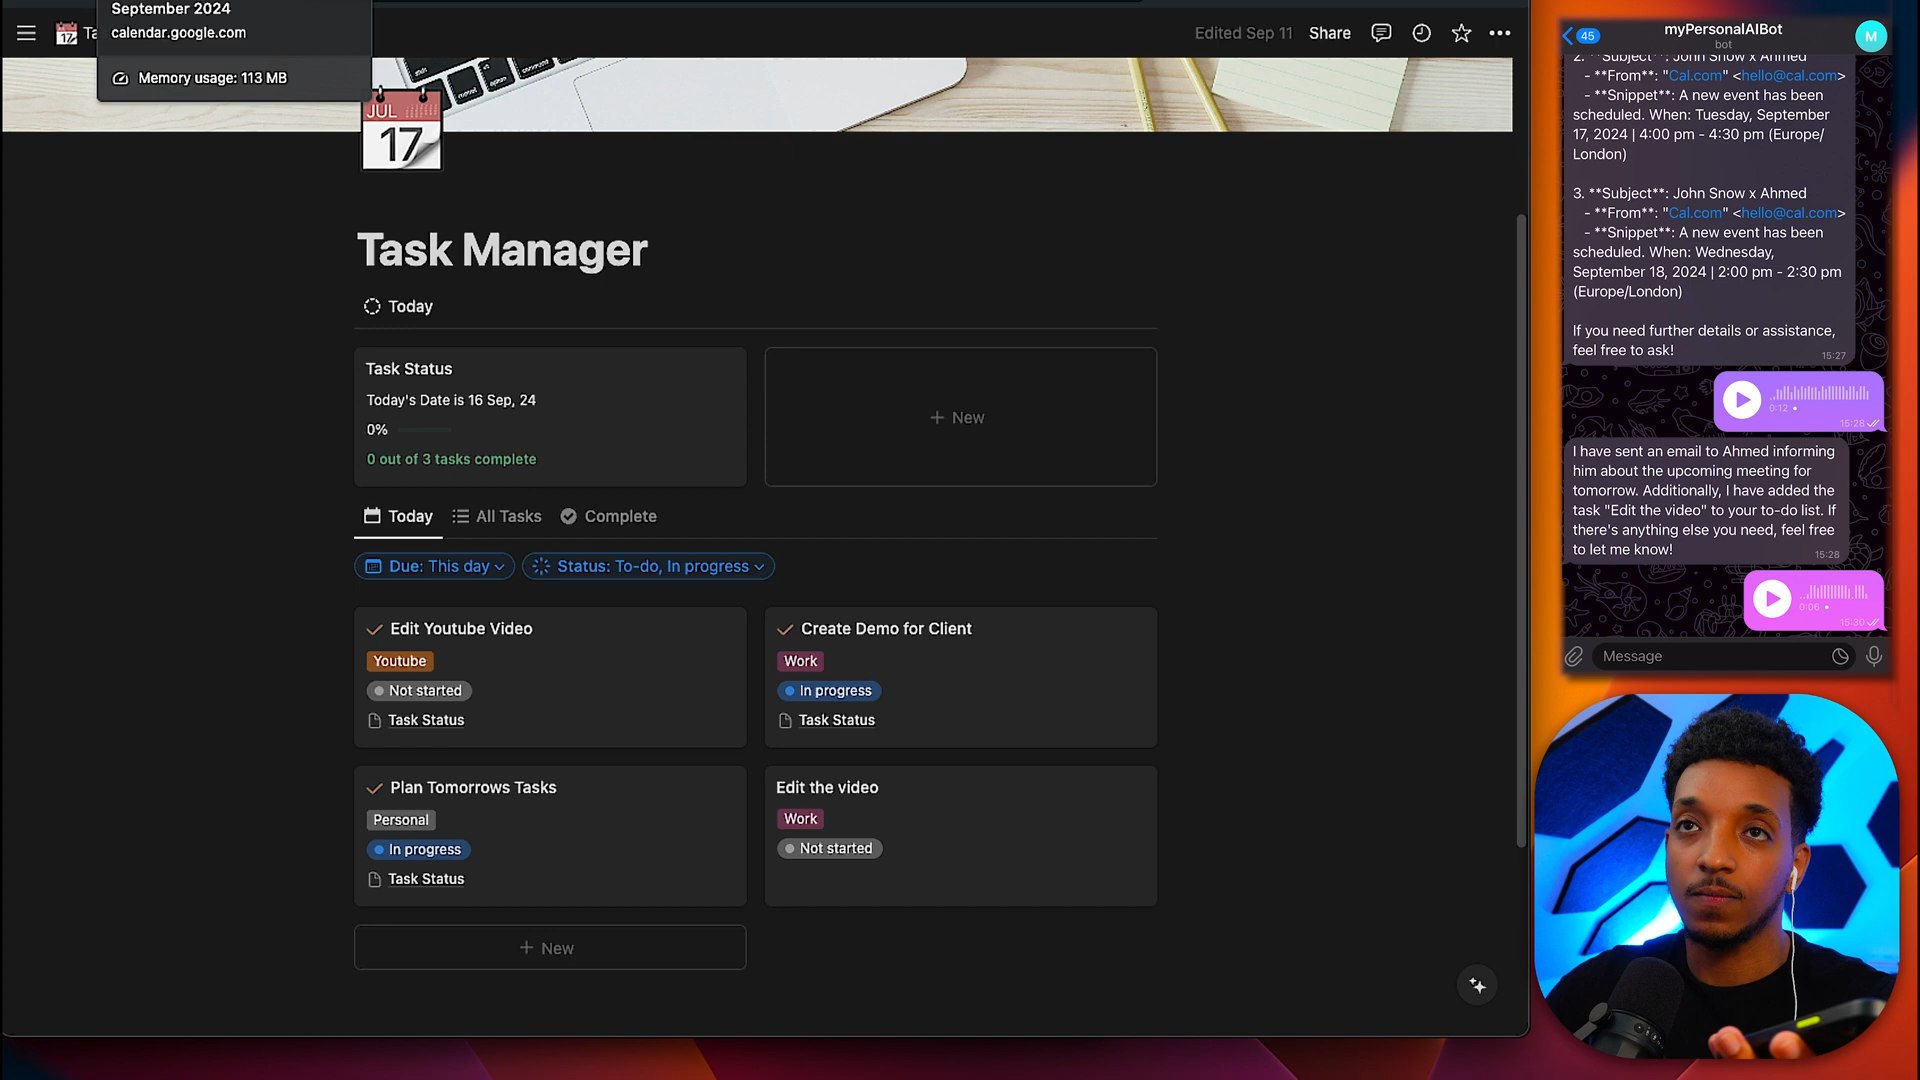 September 2024
calendar.google.com
Memory usage: 113 MB
Ta
Edited Sep 11
Share
JUL
17
Task Manager
Today
Task Status
Today's Date is 16 Sep, 24
0%
0 out of 3 tasks complete
+ New
Today
All Tasks
Complete
Due: This day
Status: To-do, In progress
Edit Youtube Video
Youtube
Not started
Task Status
Create Demo for Client
Work
In progress
Task Status
Plan Tomorrows Tasks
Personal
In progress
Task Status
Edit the video
Work
Not started
+ New
45
myPersonalAIBot
bot
M
2. **Subject**: John Snow x Ahmed
- **From**: "Cal.com" <hello@cal.com>
- **Snippet**: A new event has been
scheduled. When: Tuesday, September
17, 2024 | 4:00 pm - 4:30 pm (Europe/
London)
3. **Subject**: John Snow x Ahmed
- **From**: "Cal.com" <hello@cal.com>
- **Snippet**: A new event has been
scheduled. When: Wednesday,
September 18, 2024 | 2:00 pm - 2:30 pm
(Europe/London)
If you need further details or assistance,
feel free to ask!
15:27
0:12
15:28
I have sent an email to Ahmed informing
him about the upcoming meeting for
tomorrow. Additionally, I have added the
task "Edit the video" to your to-do list. If
there's anything else you need, feel free
to let me know!
15:28
0:06
15:30
Message